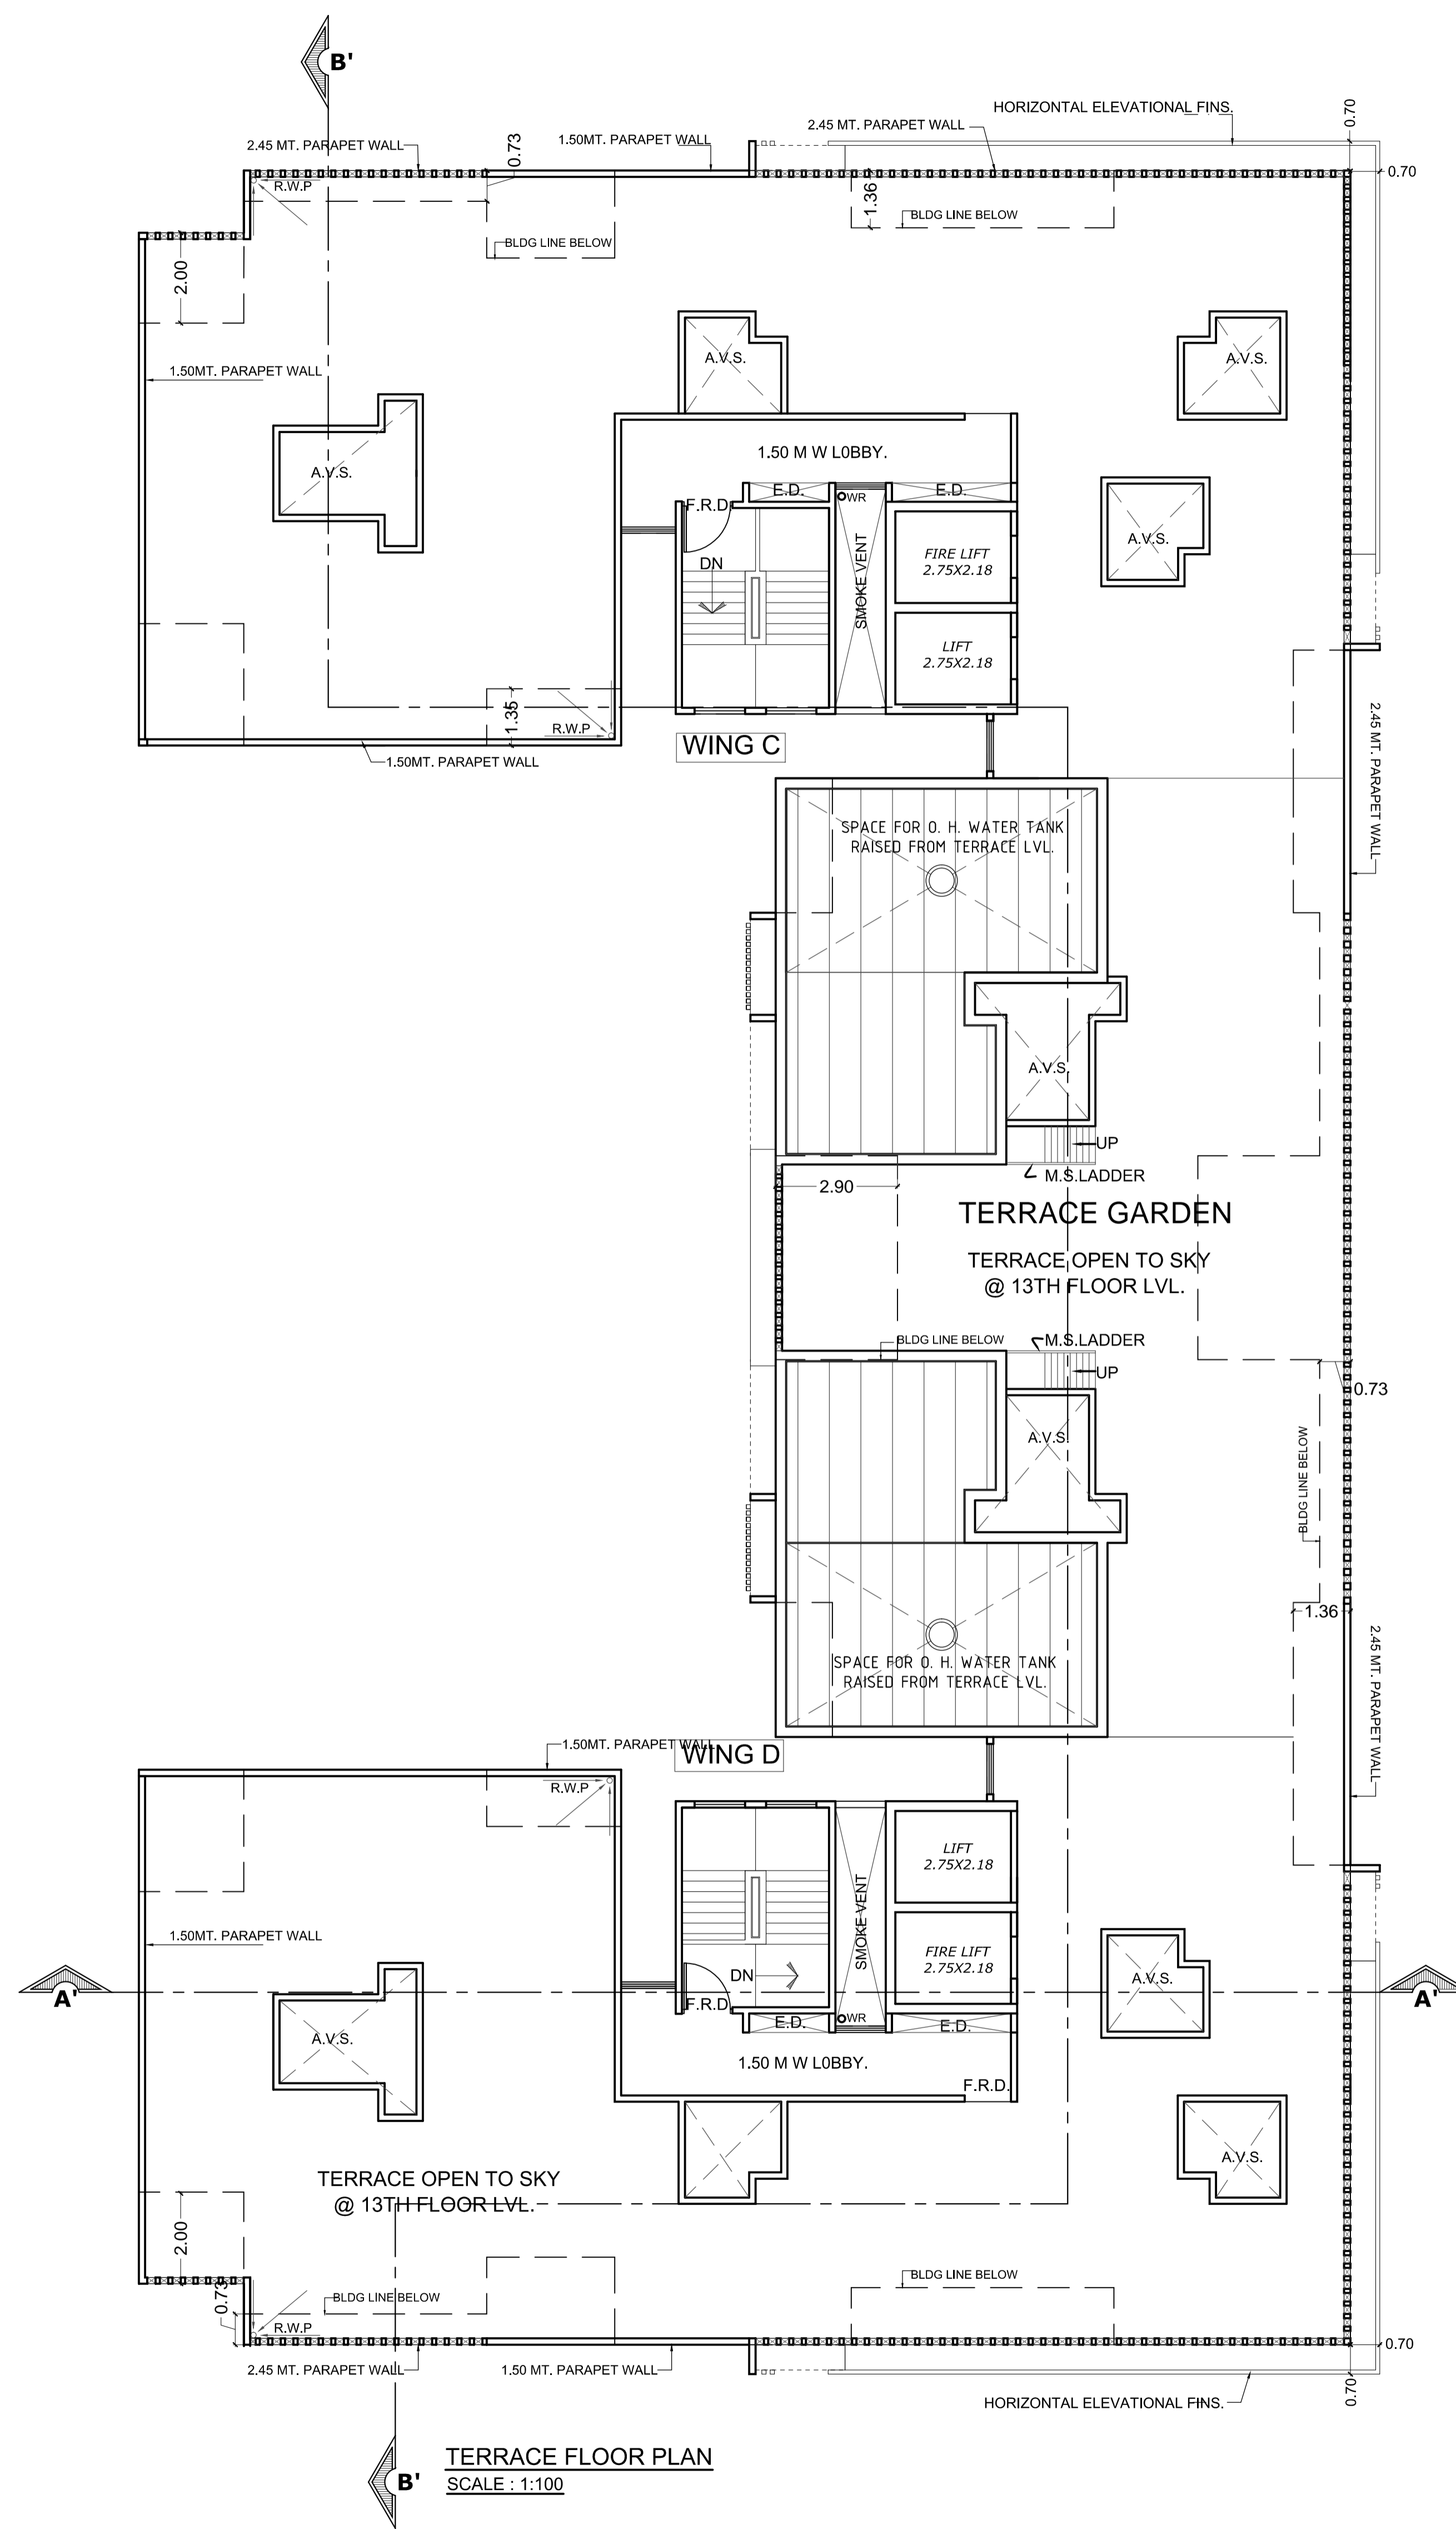 B'
HORIZONTAL ELEVATIONAL FINS.
0.70
2.45 MT. PARAPET WALL
1.50MT. PARAPET WALL
2.45 MT. PARAPET WALL
0.73
0.70
R.W.P
1.36
BLDG LINE BELOW
BLDG LINE BELOW
2.00
A.V.S.
A.V.S.
1.50MT. PARAPET WALL
1.50 M W L0BBY.
A.V.S.
E.D.
E.D.
WR
F.R.D.
A.V.S.
FIRE LIFT
2.75X2.18
DN
SMOKE VENT
LIFT
2.75X2.18
1.35
R.W.P
2.45 MT. PARAPET WALL
WING C
1.50MT. PARAPET WALL
SPACE FOR O. H. WATER TANK
RAISED FROM TERRACE LVL.
A.V.S.
UP
M.S.LADDER
2.90
TERRACE GARDEN
TERRACE OPEN TO SKY
@ 13TH FLOOR LVL.
BLDG LINE BELOW
M.S.LADDER
UP
0.73
A.V.S.
BLDG LINE BELOW
1.36
SPACE FOR O. H. WATER TANK
RAISED FROM TERRACE LVL.
2.45 MT. PARAPET WALL
1.50MT. PARAPET WALL
WING D
R.W.P
LIFT
2.75X2.18
SMOKE VENT
1.50MT. PARAPET WALL
FIRE LIFT
2.75X2.18
DN
A.V.S.
A'
A'
F.R.D.
WR
E.D.
E.D.
A.V.S.
1.50 M W L0BBY.
F.R.D.
A.V.S.
TERRACE OPEN TO SKY
@ 13TH FLOOR LVL.
2.00
BLDG LINE BELOW
0.73
BLDG LINE BELOW
R.W.P
0.70
2.45 MT. PARAPET WALL
1.50 MT. PARAPET WALL
0.70
HORIZONTAL ELEVATIONAL FINS.
TERRACE FLOOR PLAN
B'
SCALE : 1:100